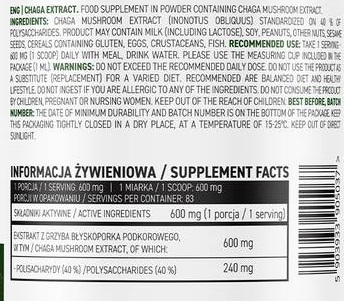 ENG | CHAGA EXTRACT. FOOD SUPPLEMENT IN POWDER CONTAINING CHAGA MUSHROOM EXTRACT.
INGREDIENTS: CHAGA MUSHROOM EXTRACT (INONOTUS OBLIQUUS) STANDARDIZED ON 40 % OF
POLYSACCHARIDES. PRODUCT MAY CONTAIN MILK (INCLUDING LACTOSE), SOY, PEANUTS, OTHER NUTS, SESAME
SEEDS, CEREALS CONTAINING GLUTEN, EGGS, CRUSTACEANS, FISH. RECOMMENDED USE: TAKE 1 SERVING -
600 MG (1 SCOOP) DAILY WITH MEAL, DRINK WATER. PLEASE USE THE MEASURING CUP INCLUDED IN THE
PACKAGE (1 ML). WARNINGS: DO NOT EXCEED THE RECOMMENDED DAILY DOSE. DO NOT USE THE PRODUCT AS
A SUBSTITUTE (REPLACEMENT) FOR A VARIED DIET. RECOMMENDED ARE BALANCED DIET AND HEALTHY
LIFESTYLE. DO NOT INGEST IF YOU ARE ALLERGIC TO ANY OF THE INGREDIENTS. DO NOT CONSUME THE PRODUCT
BY CHILDREN, PREGNANT OR NURSING WOMEN. KEEP OUT OF THE REACH OF CHILDREN. BEST BEFORE, BATCH
NUMBER: THE DATE OF MINIMUM DURABILITY AND BATCH NUMBER IS ON THE BOTTOM OF THE PACKAGE. KEEP
THIS PACKAGING TIGHTLY CLOSED IN A DRY PLACE, AT A TEMPERATURE OF 15-25°C. KEEP OUT OF DIRECT
SUNLIGHT.
INFORMACJA ŻYWIENIOWA / SUPPLEMENT FACTS
1 PORCJA / 1 SERVING: 600 mg | 1 MIARKA / 1 SCOOP: 600 mg
PORCJI W OPAKOWANIU / SERVINGS PER CONTAINER: 83
SKŁADNIKI AKTYWNE / ACTIVE INGREDIENTS 600 mg (1 porcja / 1 serving)
EKSTRAKT Z GRZYBA BŁYSKOPORKA PODKOROWEGO,
W TYM / CHAGA MUSHROOM EXTRACT, OF WHICH: 600 mg
- POLISACHARYDY (40 %) /POLYSACCHARIDES (40 %) 240 mg
5 903933 905037